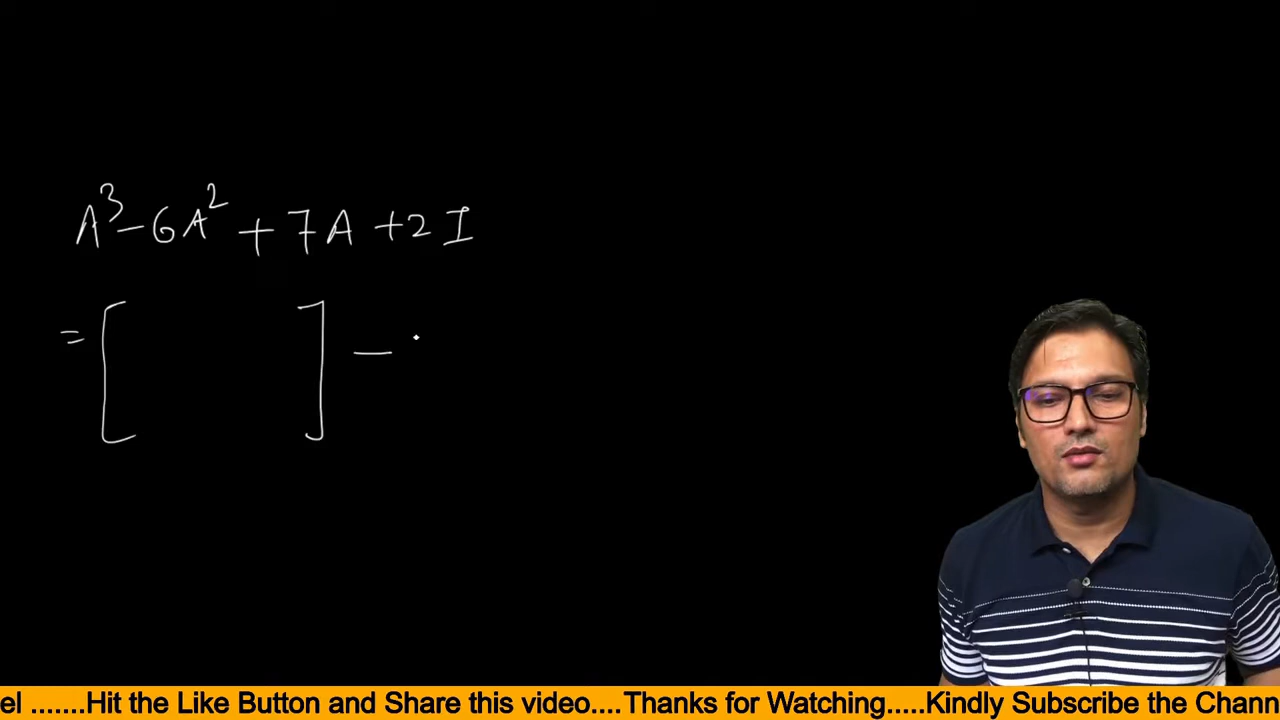 A³ - 6A² + 7A + 2I
= [ ] -
el .......Hit the Like Button and Share this video....Thanks for Watching.....Kindly Subscribe the Chann